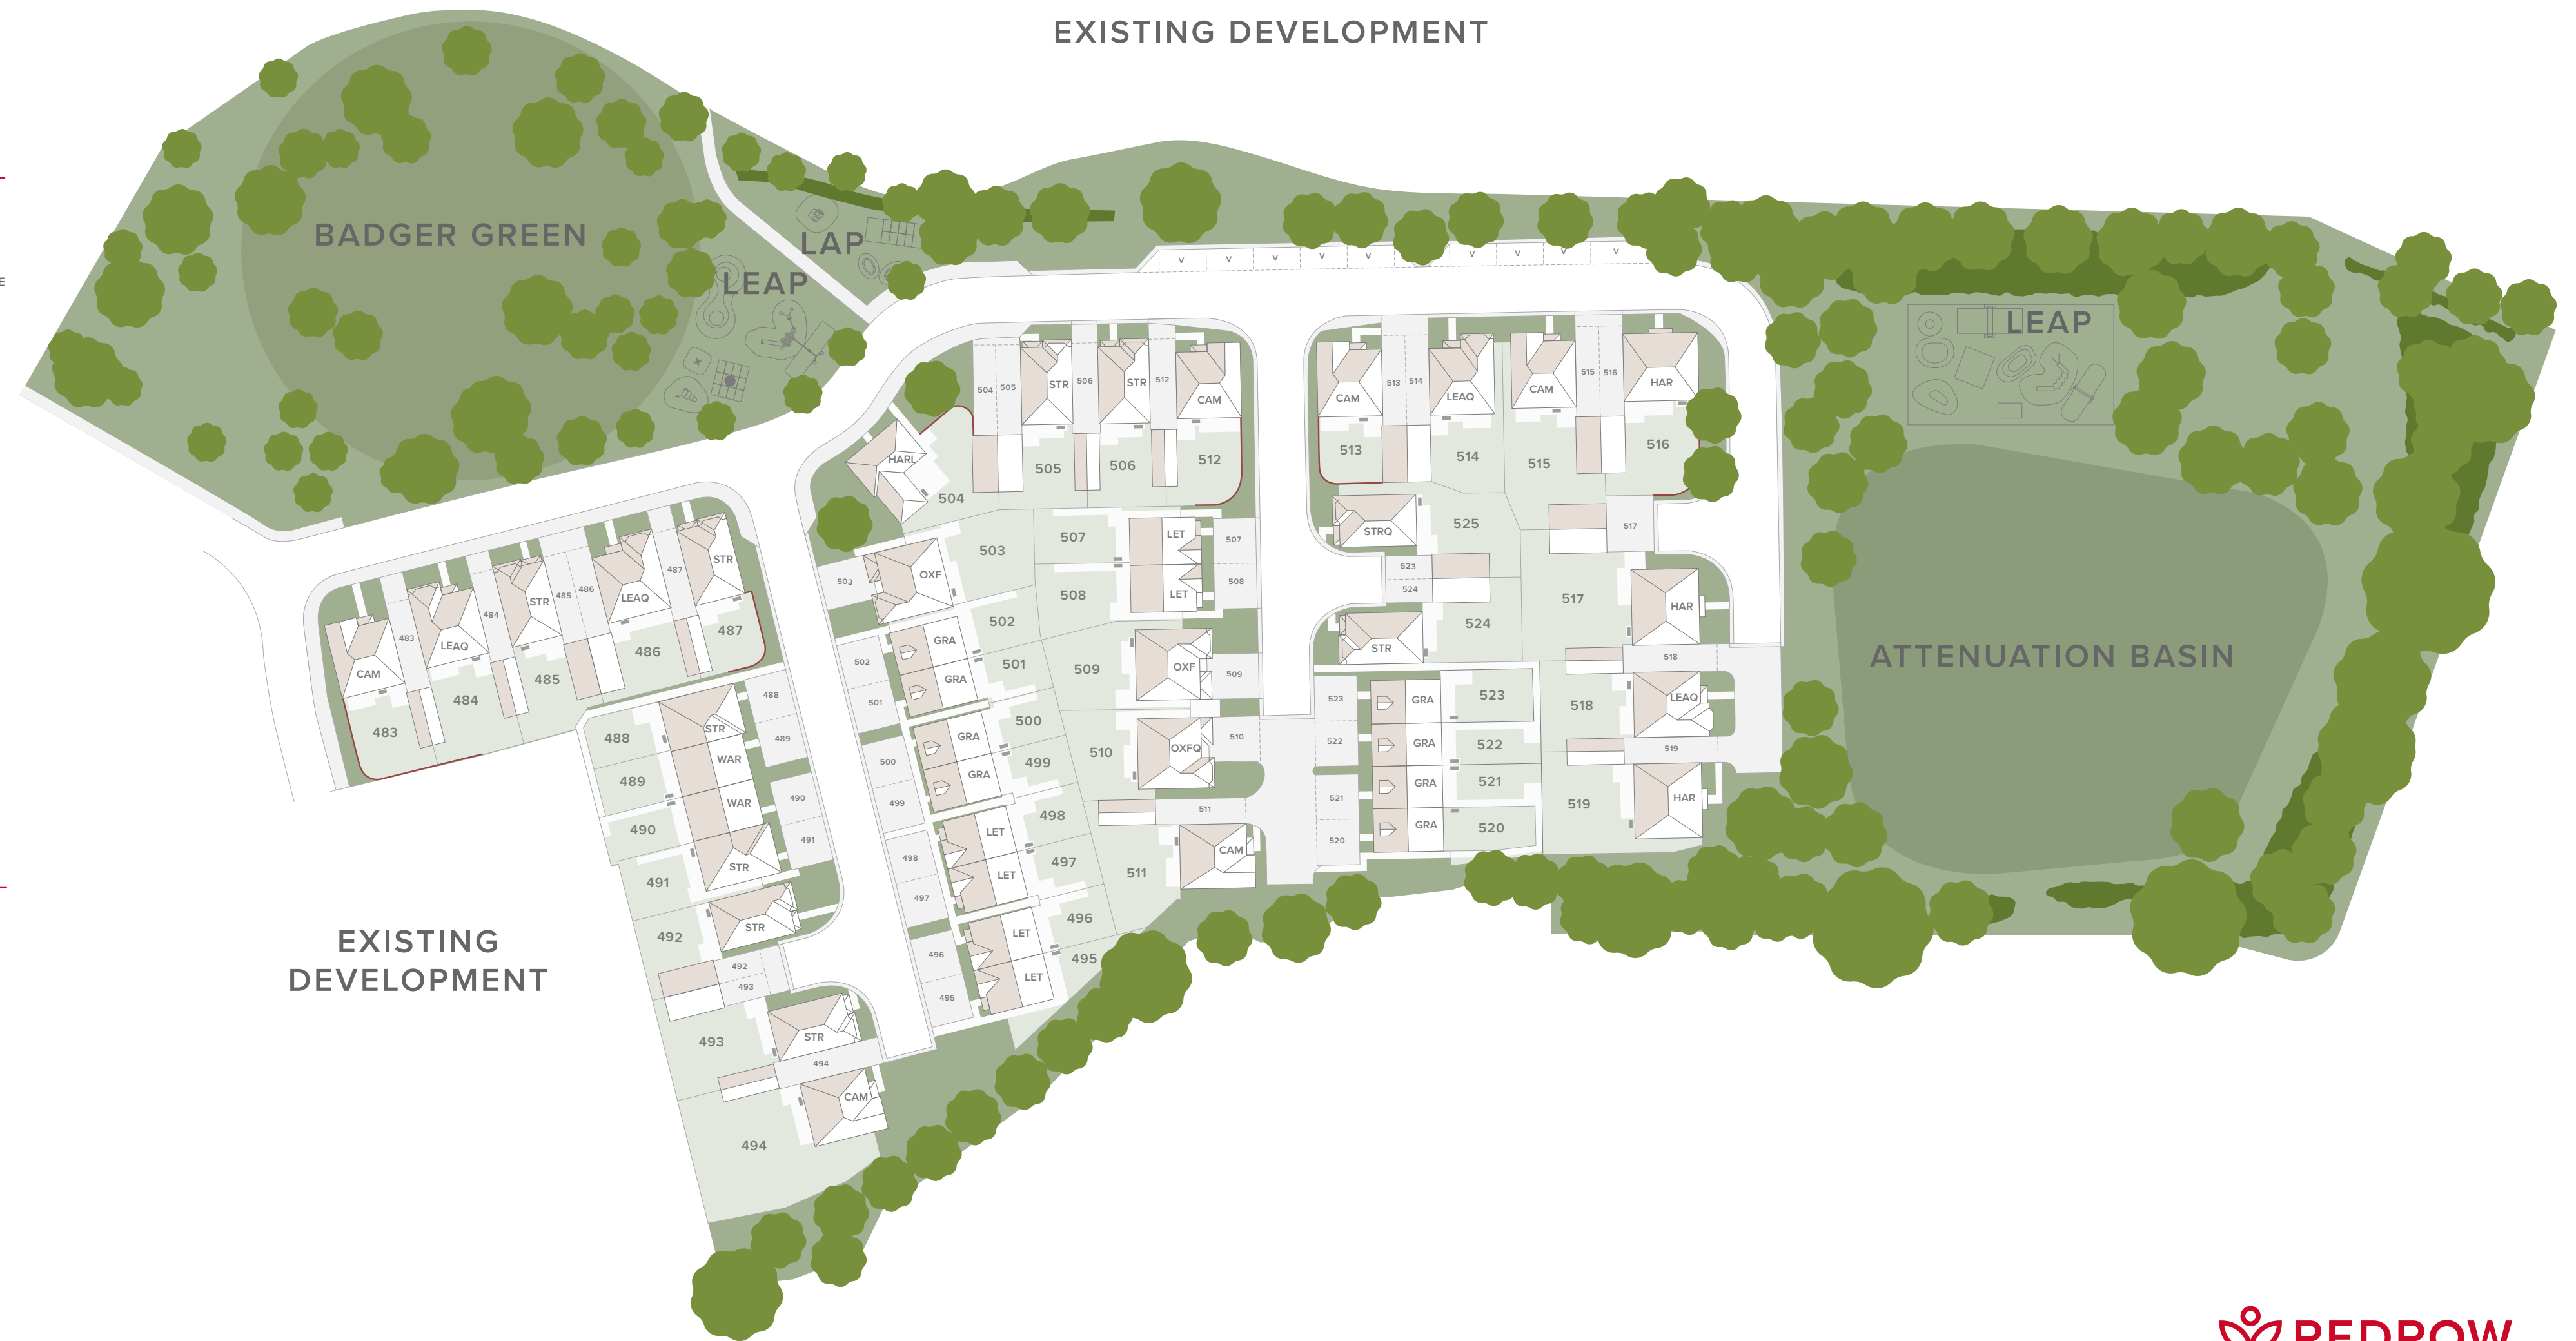 EXISTING DEVELOPMENT
BADGER GREEN
LAP
LEAP
E
V V V V V V V V V
LEAP
504 505 STR 506 STR 512 CAM
CAM 513 514 LEAQ CAM 515 516 HAR
HARL
504
505
506
512
513
514
515
516
STRQ
525
517
503
OXF
503
507
LET
507
508
LET
508
523
524
517
HAR
CAM
483
LEAQ
484
STR
485
486
LEAQ
487
STR
483
484
485
486
487
502
GRA
502
501
GRA
501
509
OXF
509
STR
524
518
518
LEAQ
ATTENUATION BASIN
488
STR
488
489
WAR
489
490
WAR
490
491
STR
491
500
GRA
500
499
GRA
499
510
OXFQ
510
523
GRA
523
522
GRA
522
521
GRA
521
520
GRA
520
519
519
HAR
511
CAM
511
498
LET
498
497
LET
497
496
LET
496
495
LET
495
492
STR
492
493
493
STR
494
CAM
494
EXISTING
DEVELOPMENT
REDROW